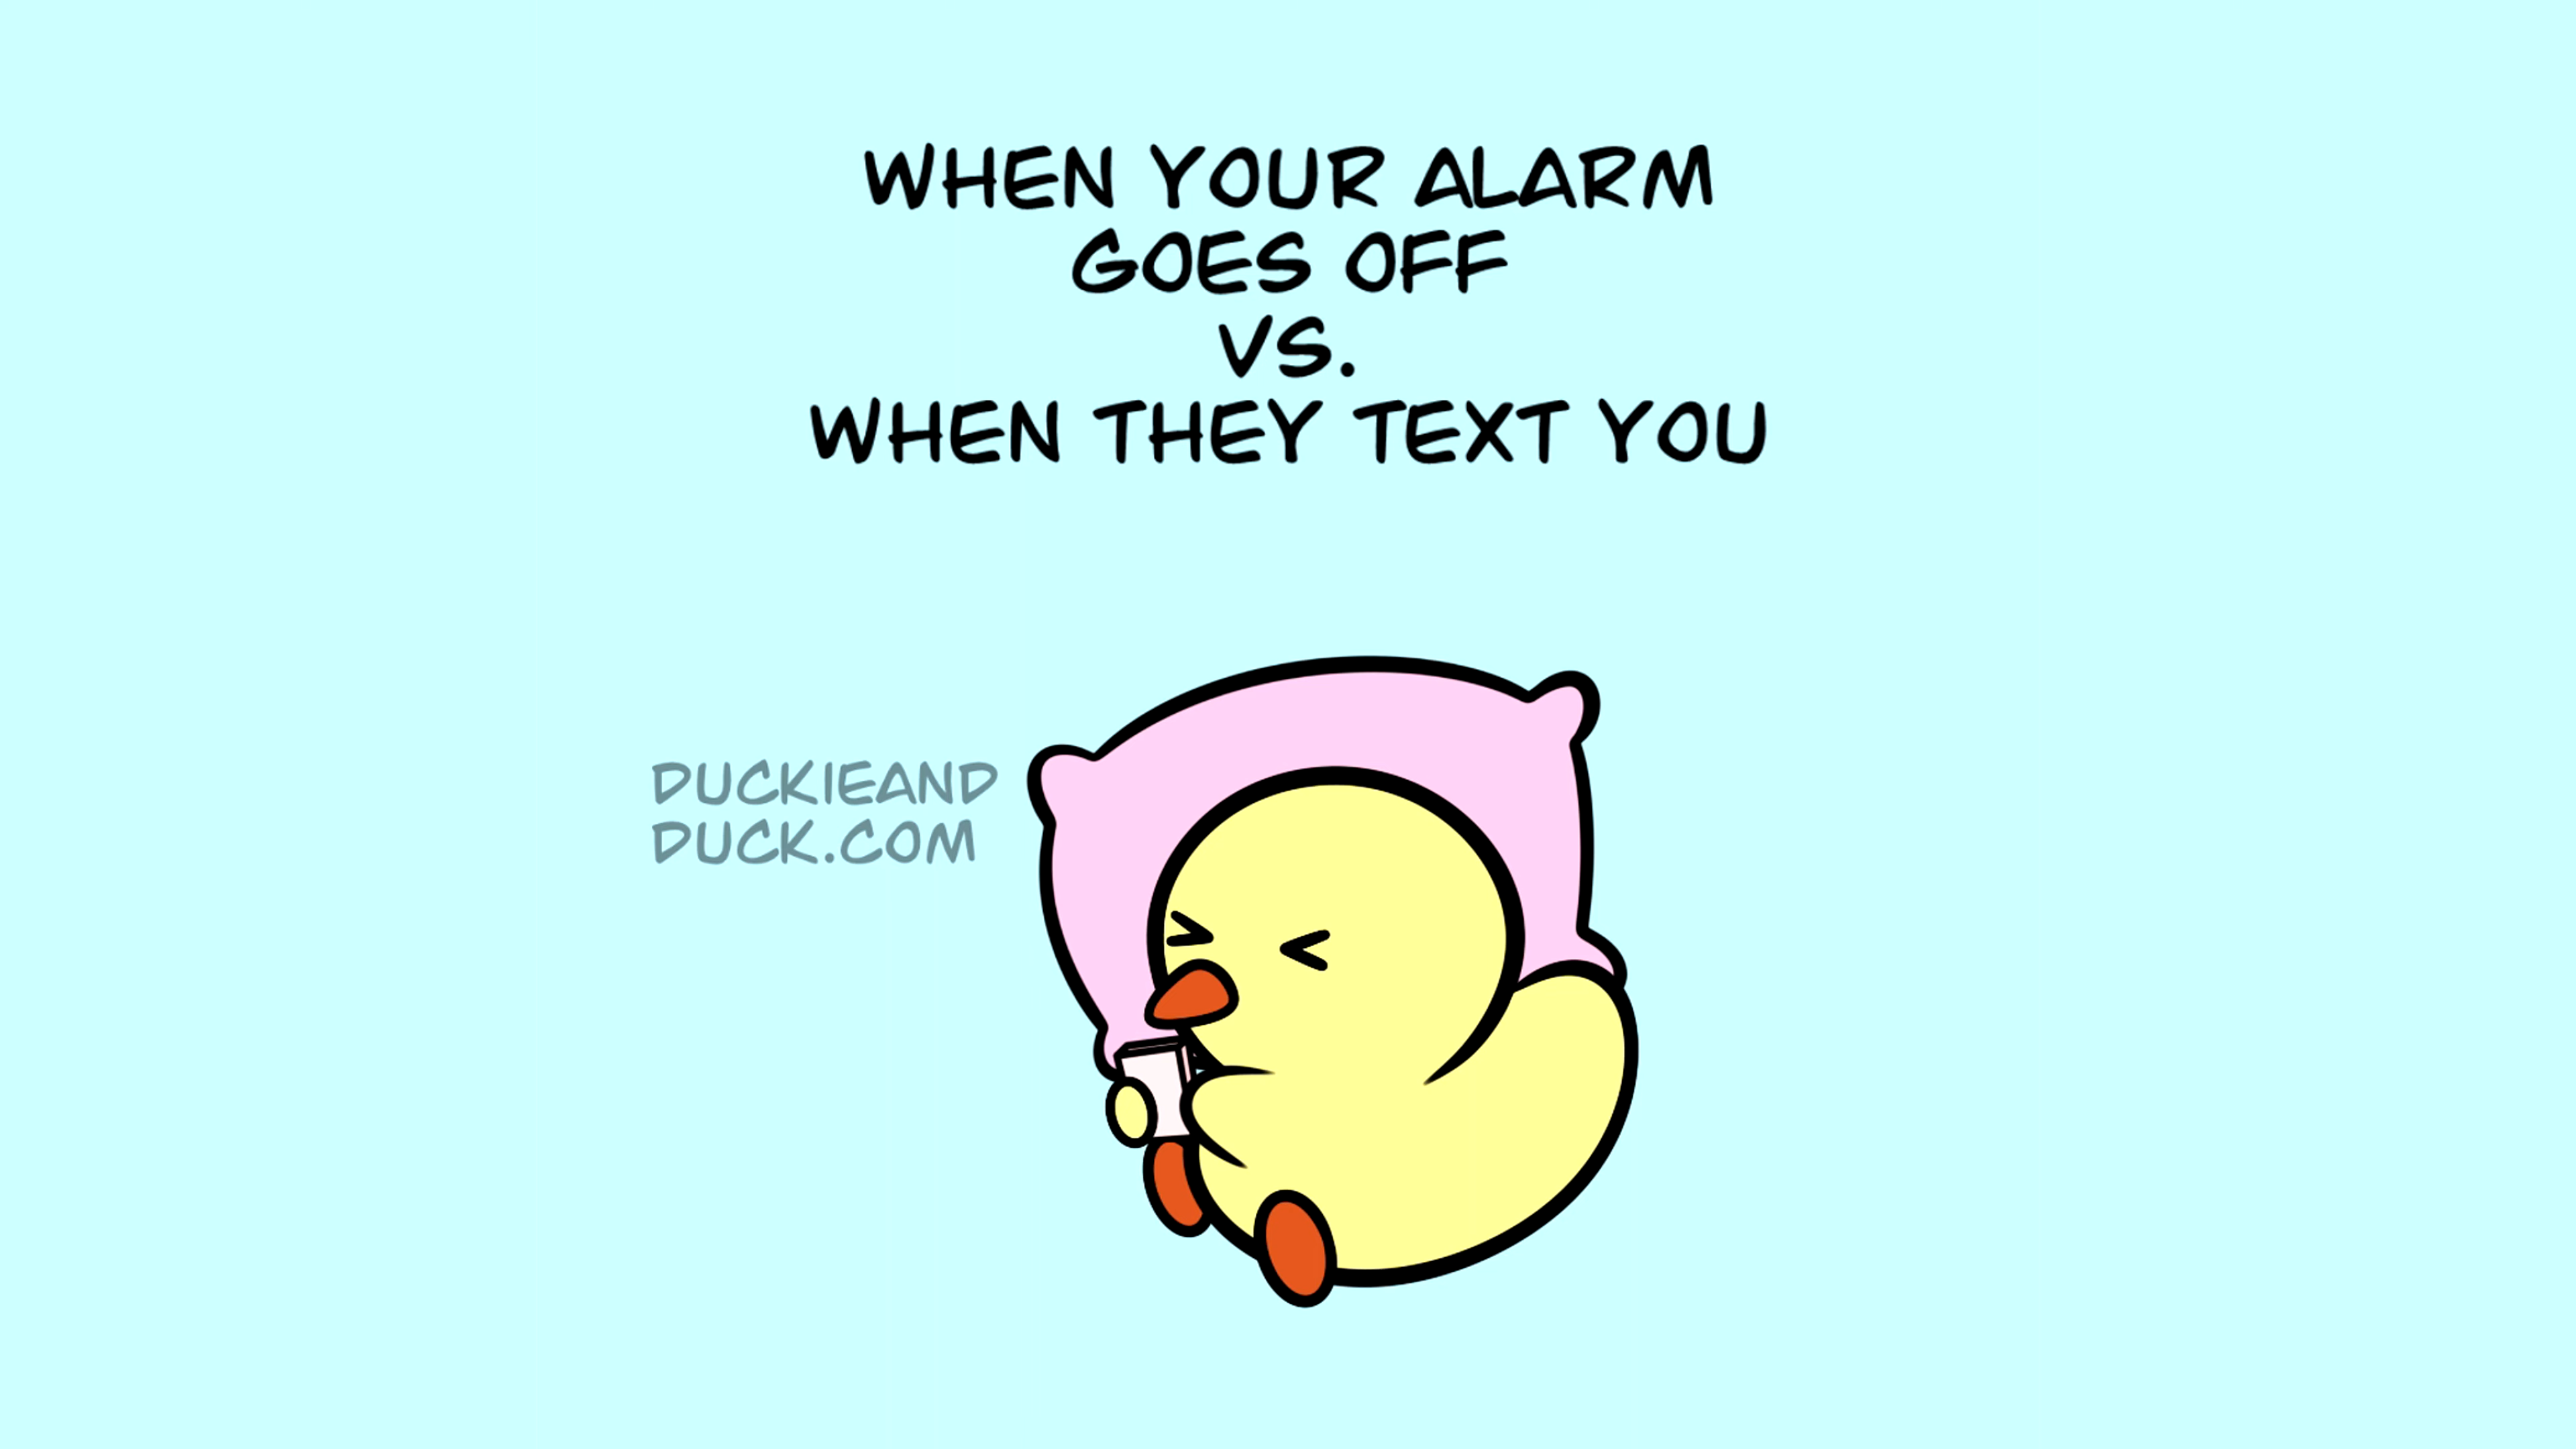 WHEN YOUR ALARM
GOES OFF
VS.
WHEN THEY TEXT YOU
DUCKIEAND
DUCK.COM